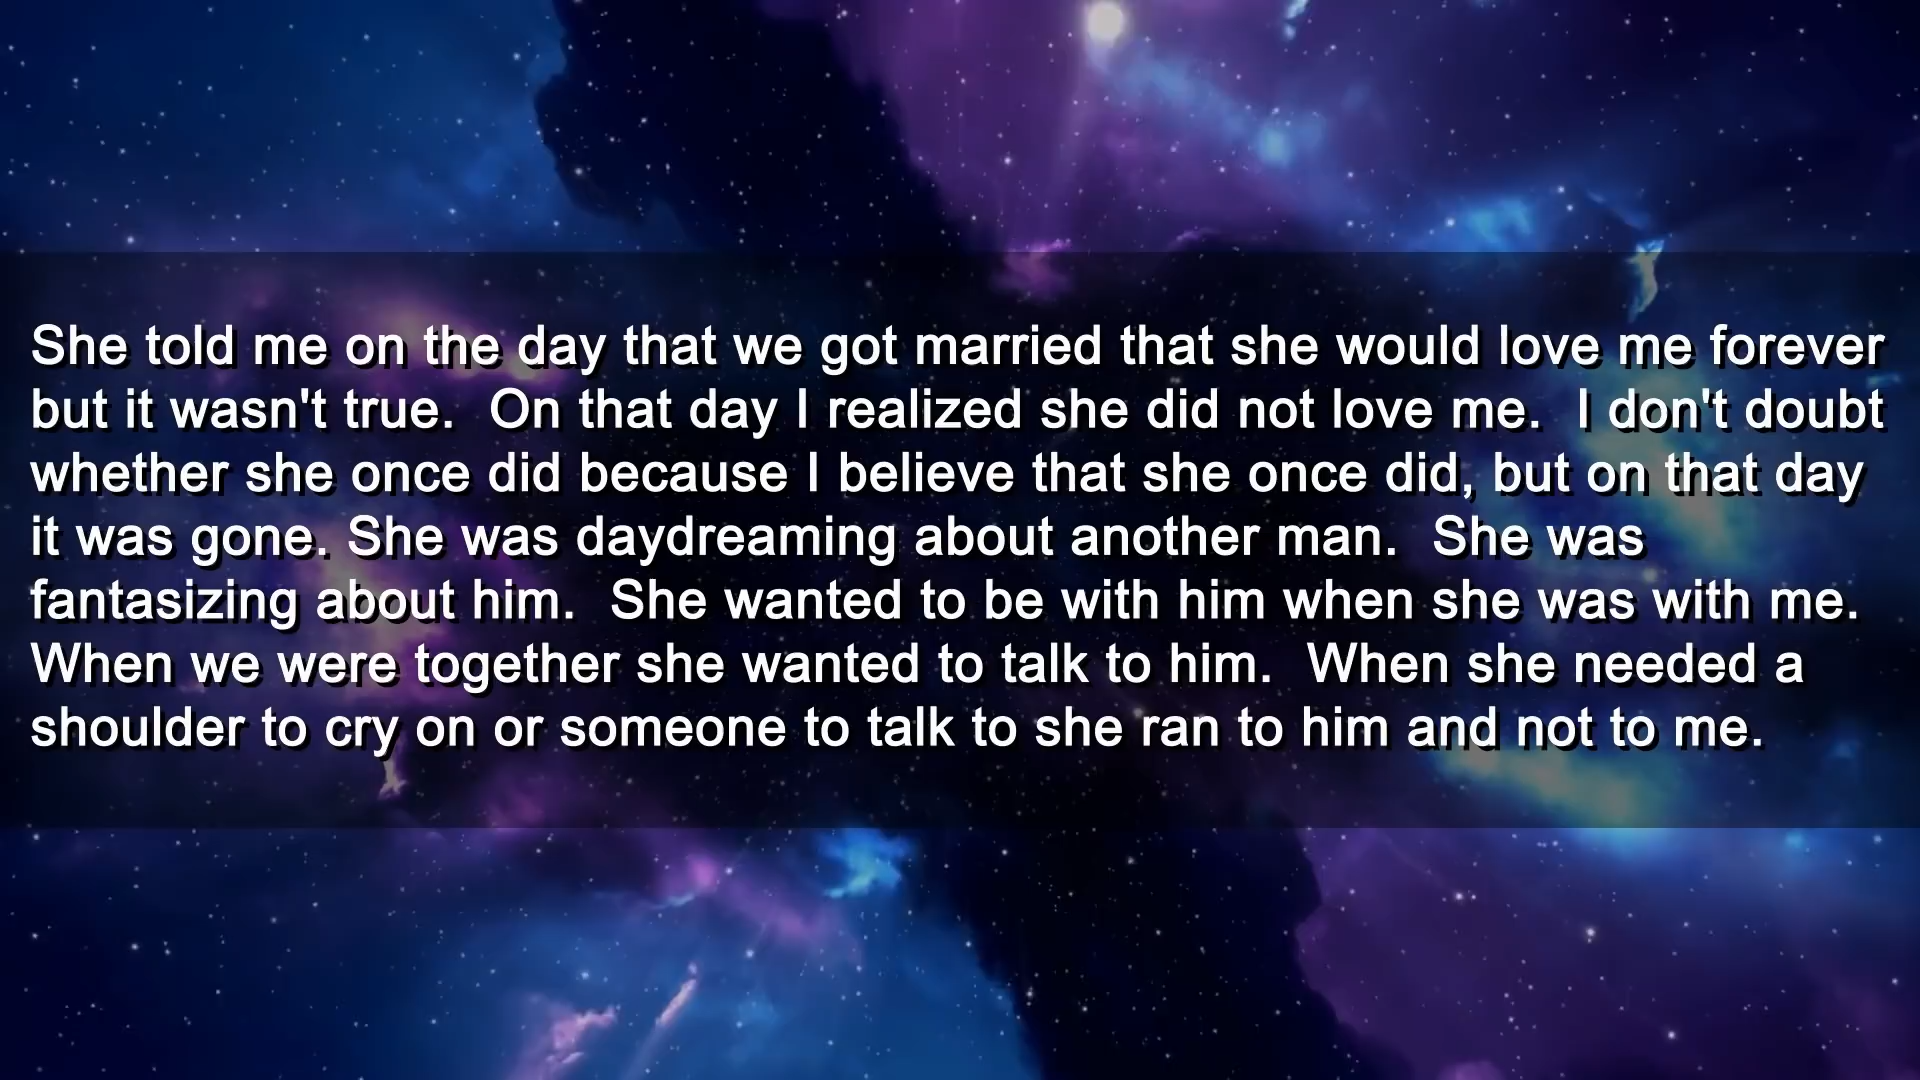 She told me on the day that we got married that she would love me forever
but it wasn't true.  On that day I realized she did not love me.  I don't doubt
whether she once did because I believe that she once did, but on that day
it was gone. She was daydreaming about another man.  She was
fantasizing about him.  She wanted to be with him when she was with me.
When we were together she wanted to talk to him.  When she needed a
shoulder to cry on or someone to talk to she ran to him and not to me.